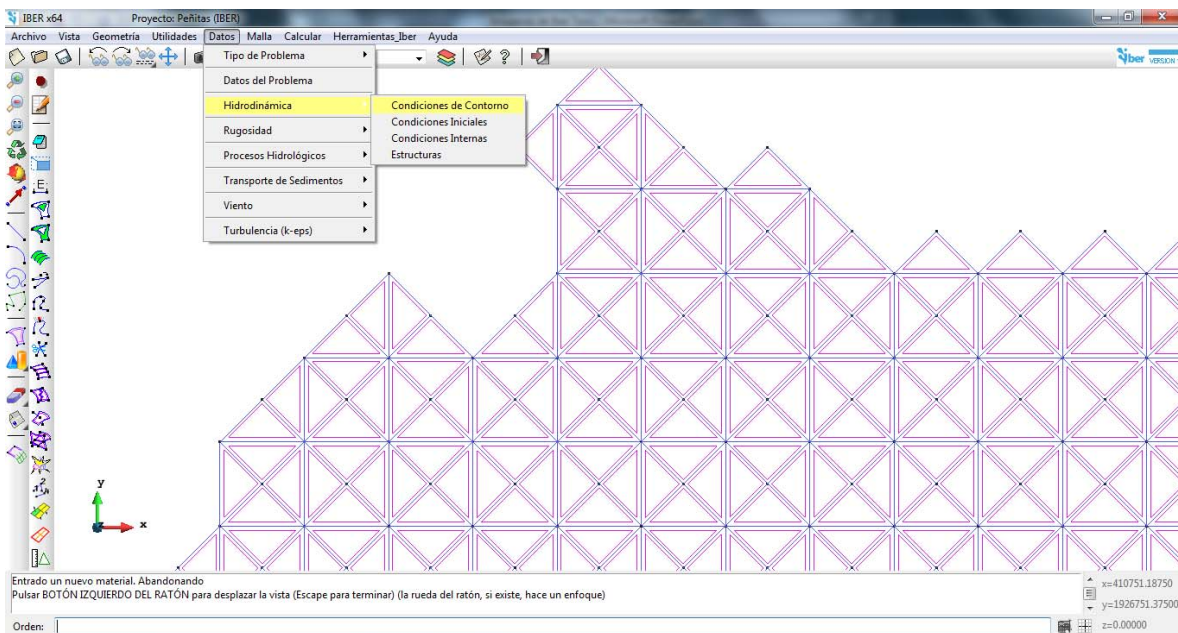 IBER x64 Proyecto: Peñitas (IBER)
Archivo Vista Geometría Utilidades Datos Malla Calcular Herramientas_Iber Ayuda
Iber VERSION
Tipo de Problema
Datos del Problema
Hidrodinámica
Rugosidad
Procesos Hidrológicos
Transporte de Sedimentos
Viento
Turbulencia (k-eps)
Condiciones de Contorno
Condiciones Iniciales
Condiciones Internas
Estructuras
E
y
x
Entrado un nuevo material. Abandonando
Pulsar BOTÓN IZQUIERDO DEL RATÓN para desplazar la vista (Escape para terminar) (la rueda del ratón, si existe, hace un enfoque)
Orden:
x=410751.18750
y=1926751.37500
z=0.00000